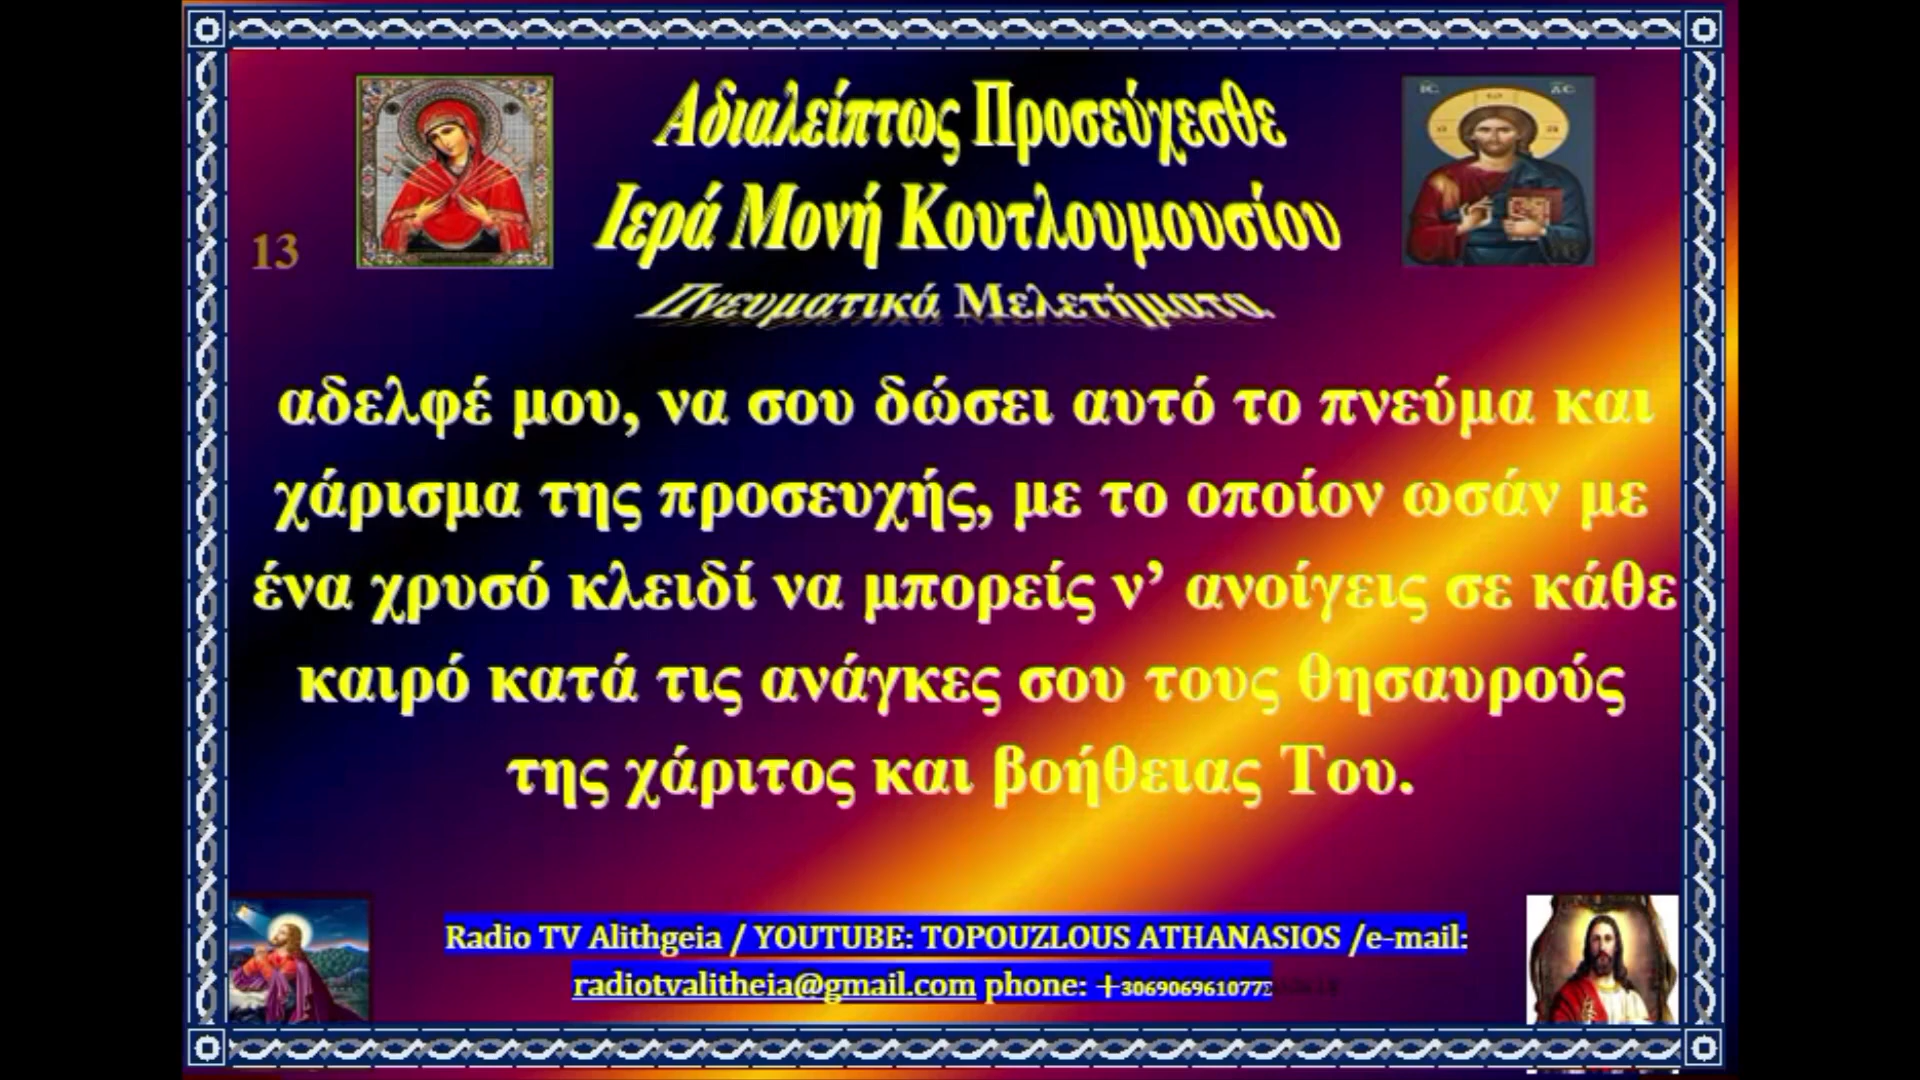 Αδιαλείπτως Προσεύχεσθε
Ιερά Μονή Κουτλουμουσίου
13
Πνευματικά Μελετήματα
αδελφέ μου, να σου δώσει αυτό το πνεύμα και
χάρισμα της προσευχής, με το οποίον ωσάν με
ένα χρυσό κλειδί να μπορείς ν’ ανοίγεις σε κάθε
καιρό κατά τις ανάγκες σου τους θησαυρούς
της χάριτος και βοήθειας Του.
Radio TV Alithgeia / YOUTUBE: TOPOUZLOUS ATHANASIOS /e-mail:
radiotvalitheia@gmail.com phone: